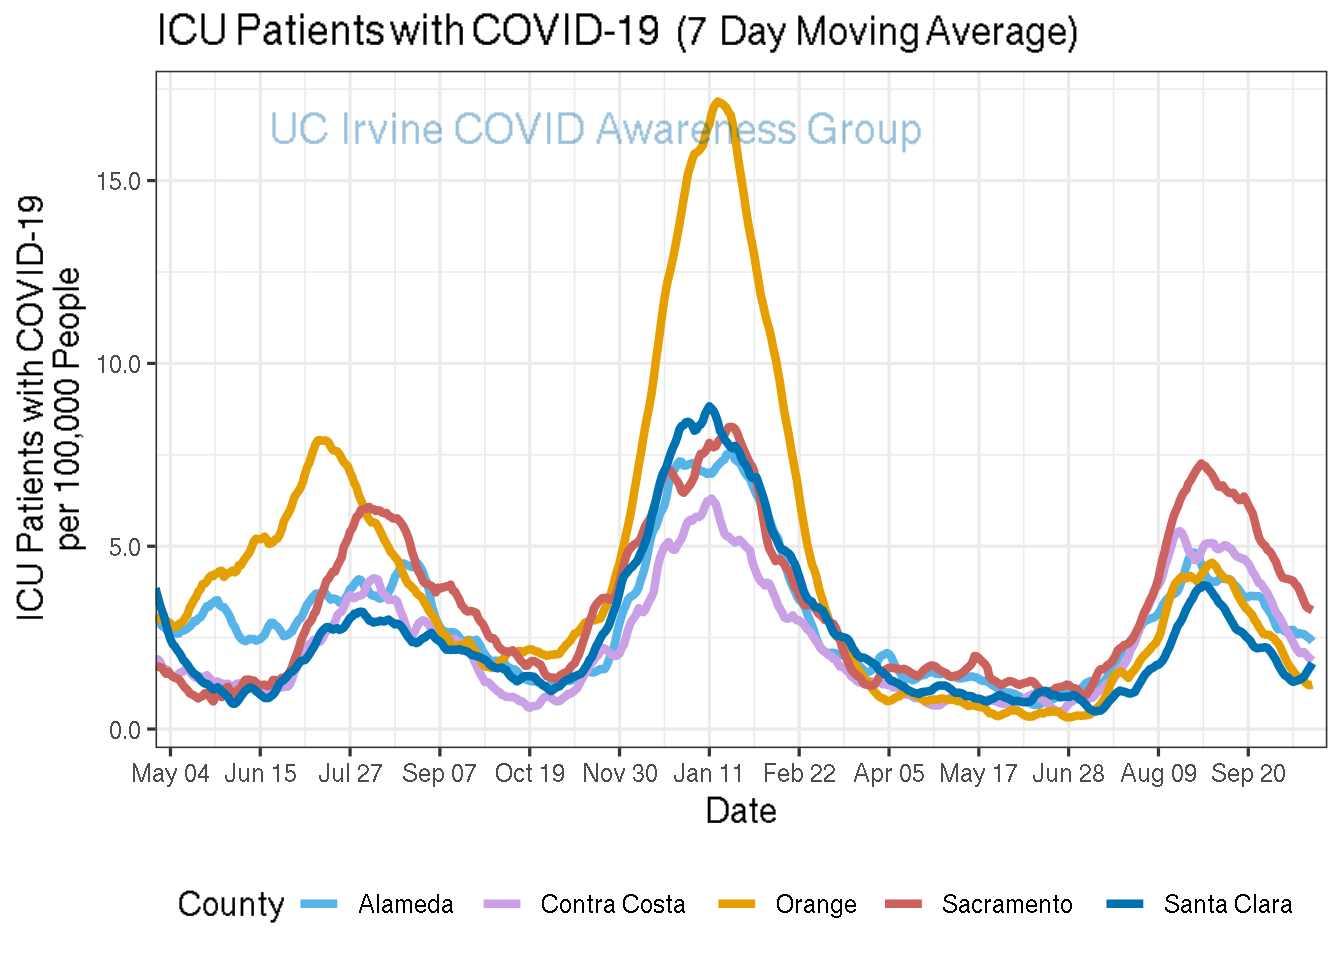 ICU Patients with COVID-19 (7 Day Moving Average)
UC Irvine COVID Awareness Group
ICU Patients with COVID-19
per 100,000 People
15.0
10.0
5.0
0.0
May 04 Jun 15 Jul 27 Sep 07 Oct 19 Nov 30 Jan 11 Feb 22 Apr 05 May 17 Jun 28 Aug 09 Sep 20
Date
County Alameda Contra Costa Orange Sacramento Santa Clara